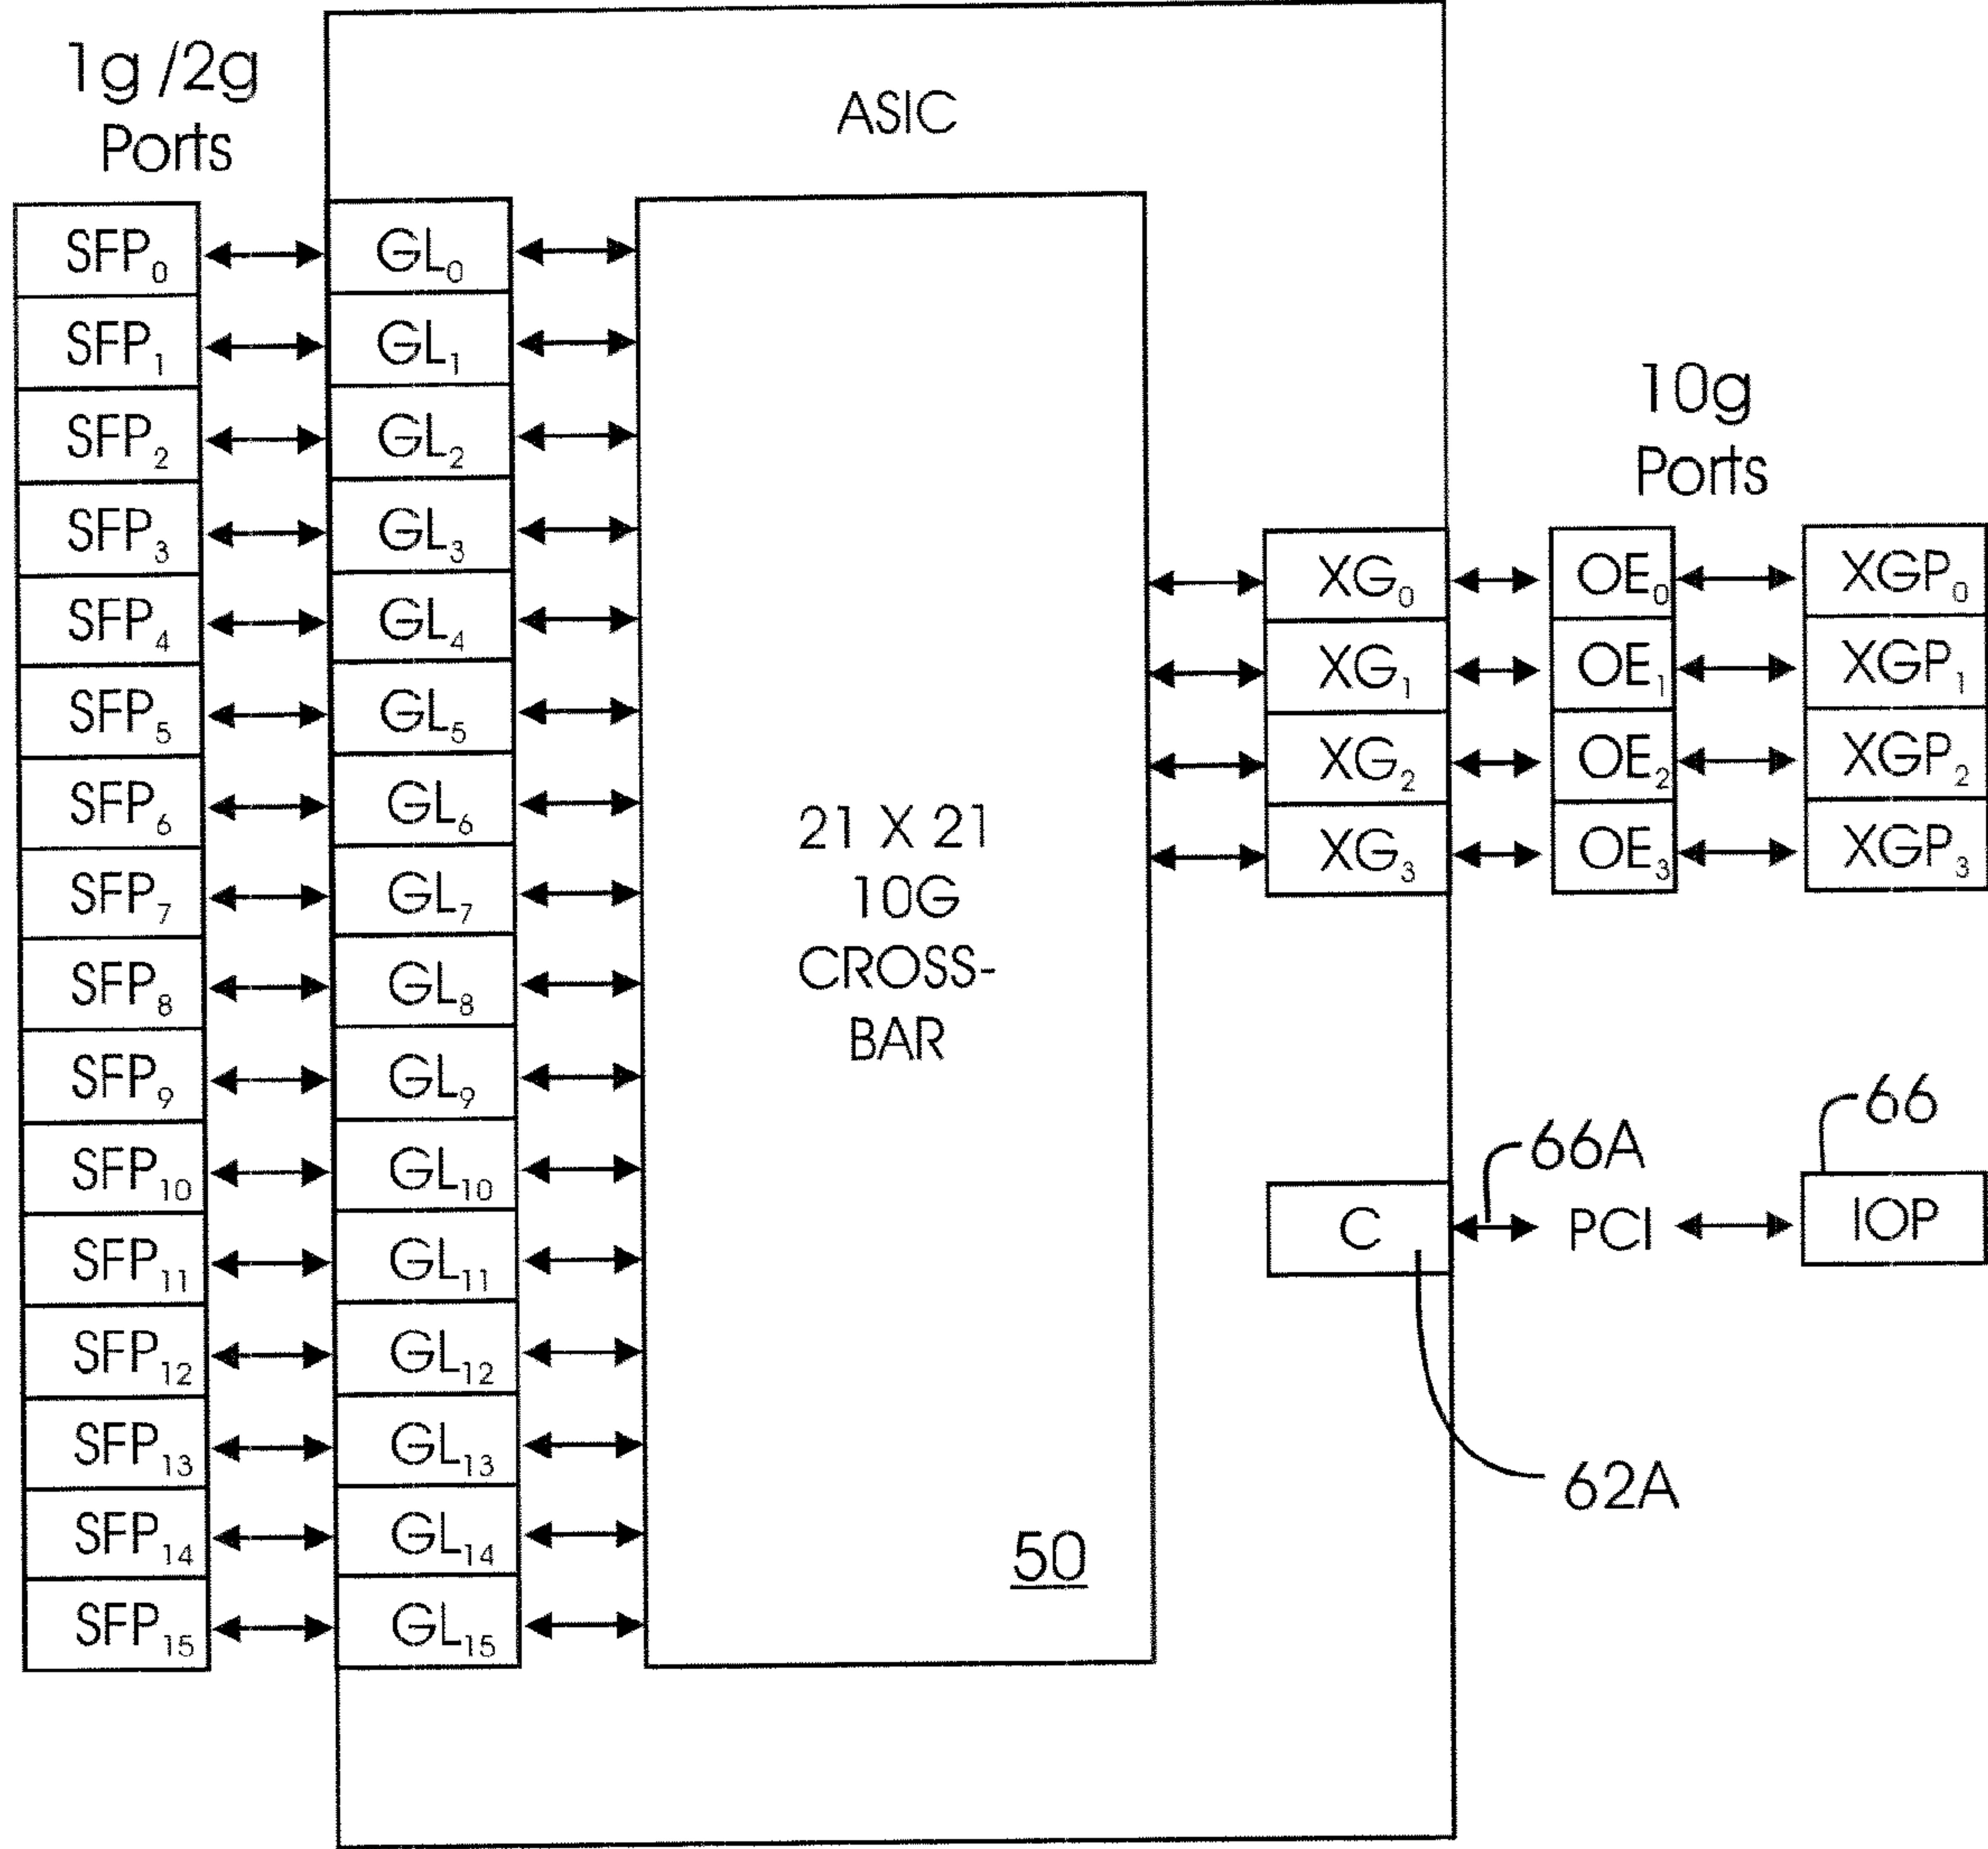 1g /2g
Ports
ASIC
10g
Ports
SFP0 GL0
SFP1 GL1
SFP2 GL2
SFP3 GL3
XG0 OE0 XGP0
SFP4 GL4
XG1 OE1 XGP1
SFP5 GL5
XG2 OE2 XGP2
SFP6 GL6
XG3 OE3 XGP3
SFP7 GL7
SFP8 GL8
SFP9 GL9
SFP10 GL10
SFP11 GL11
SFP12 GL12
SFP13 GL13
SFP14 GL14
SFP15 GL15
21 X 21
10G
CROSS-
BAR
50
66A
66
C PCI IOP
62A